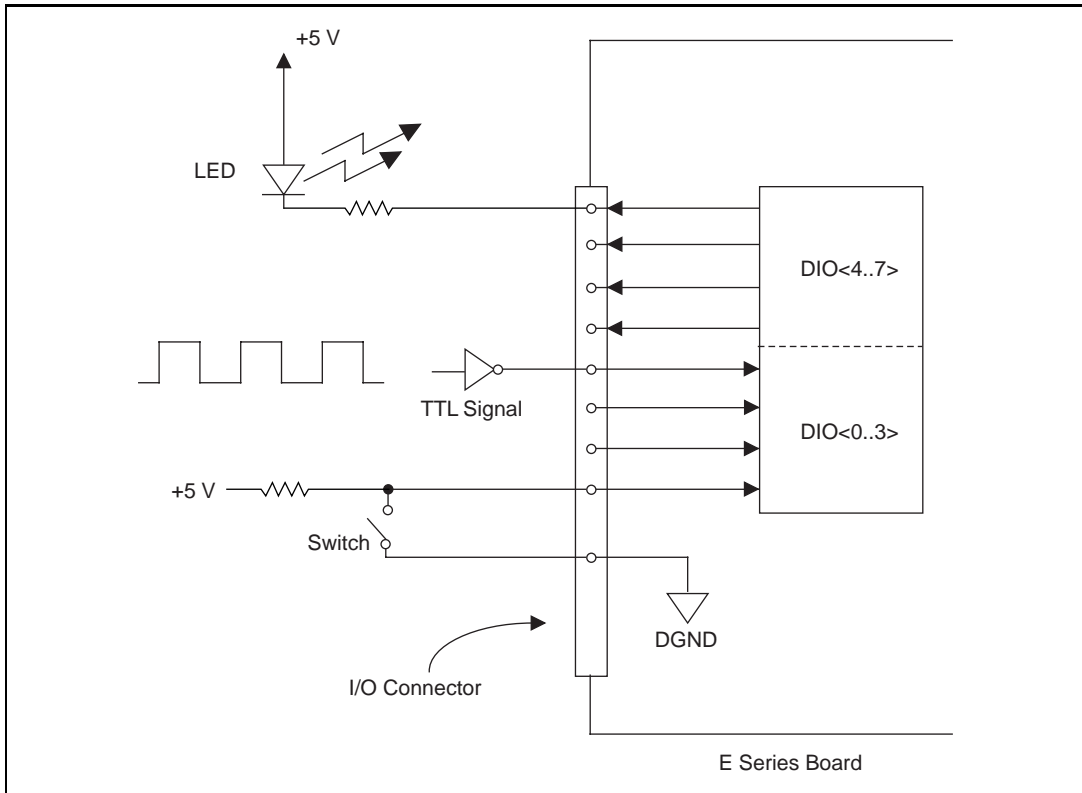 +5 V
LED
DIO<4..7>
TTL Signal
DIO<0..3>
+5 V
Switch
DGND
I/O Connector
E Series Board